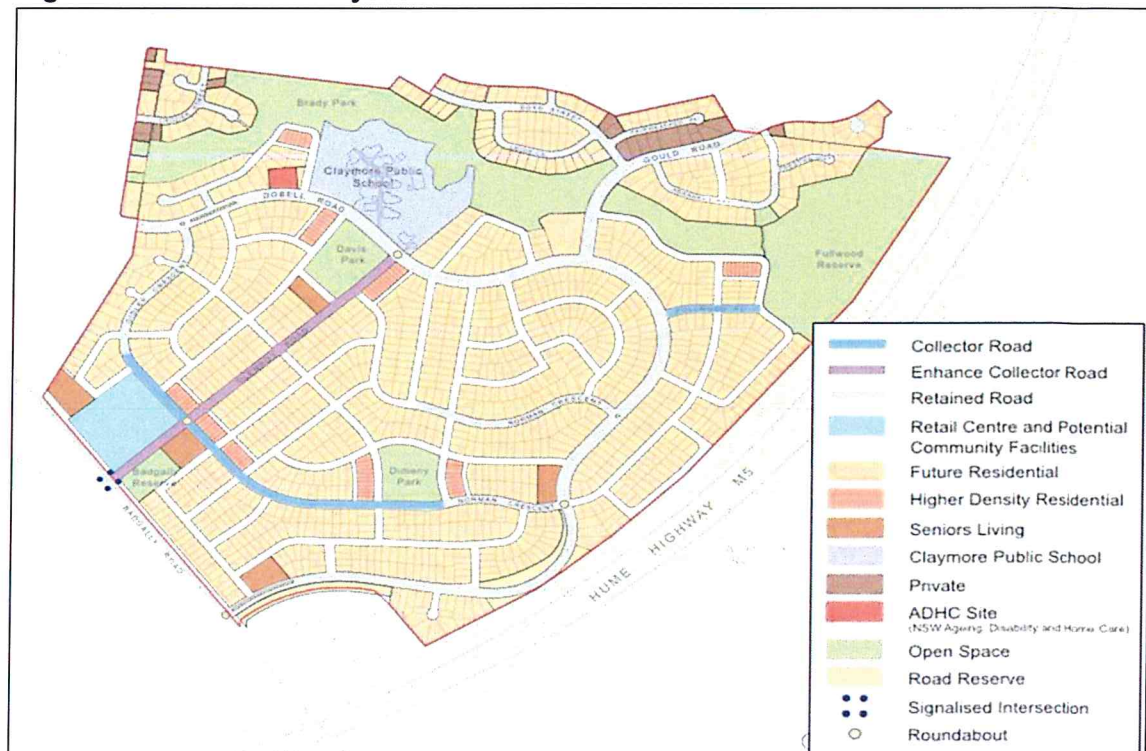 Brady Park
GOULD ROAD
Claymore Public
School
DOBELL ROAD
Davis
Park
Fullwood
Reserve
NORMAN CRESCENT
Badgally
Reserve
Dimeny
Park
NORMAN CRESCENT
BADGALLY ROAD
HUME HIGHWAY M5
Collector Road
Enhance Collector Road
Retained Road
Retail Centre and Potential
Community Facilities
Future Residential
Higher Density Residential
Seniors Living
Claymore Public School
Private
ADHC Site
(NSW Ageing, Disability and Home Care)
Open Space
Road Reserve
Signalised Intersection
Roundabout